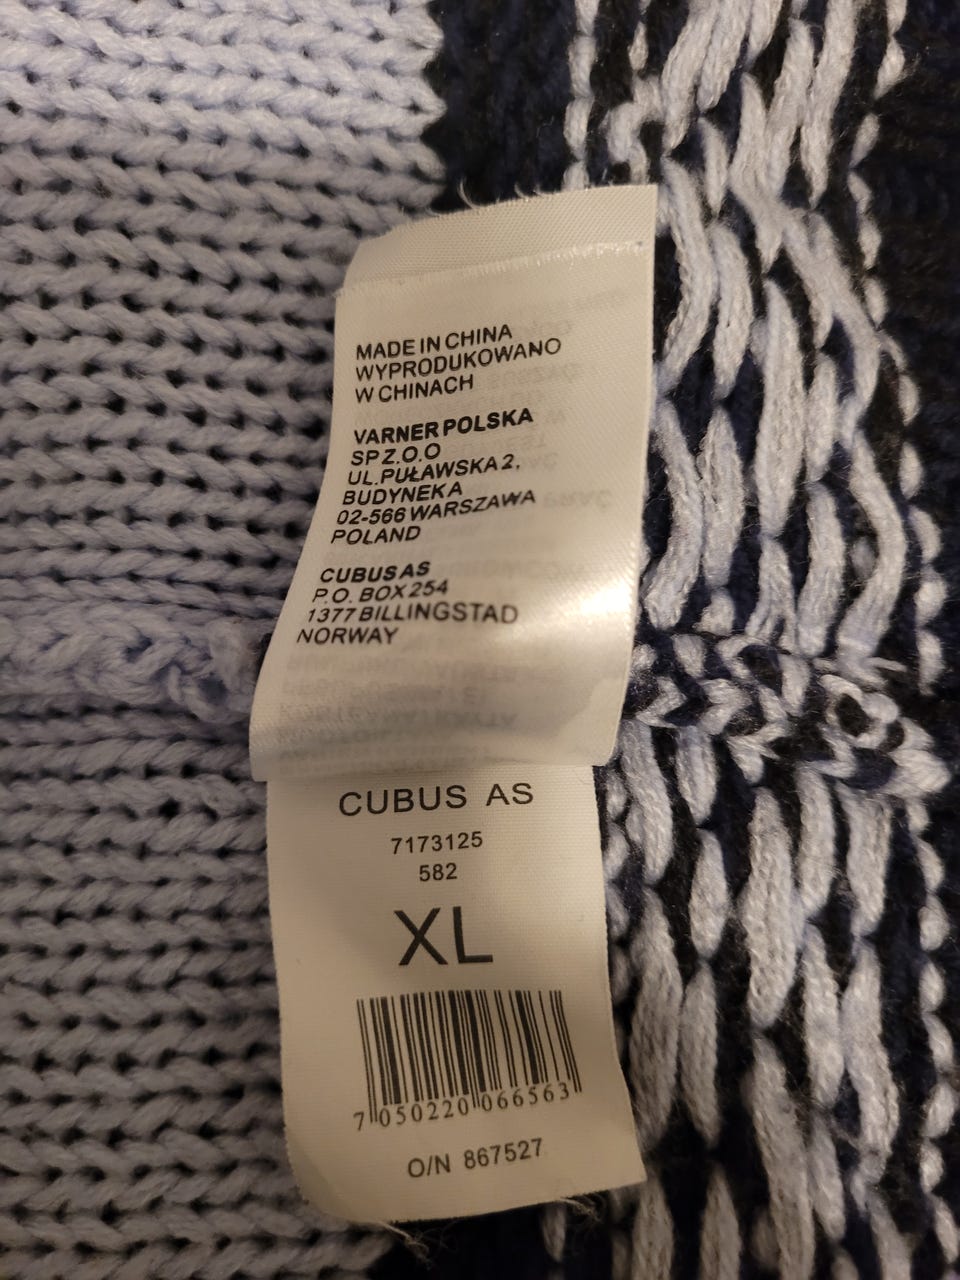 MADE IN CHINA
WYPRODUKOWANO
W CHINACH
VARNER POLSKA
SP Z.O.O
UL.PUŁAWSKA 2,
BUDYNEK A
02-566 WARSZAWA
POLAND
CUBUS AS
P.O. BOX 254
1377 BILLINGSTAD
NORWAY
CUBUS AS
7173125
582
XL
7 050220 066563
O/N 867527